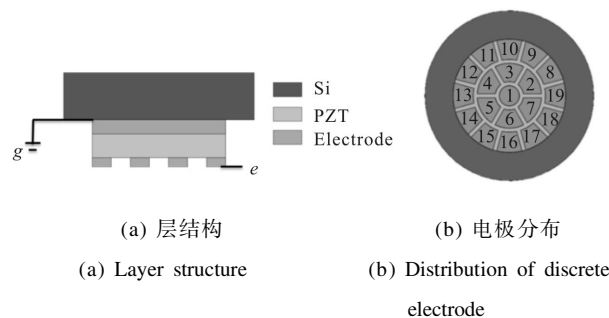 Si
PZT
Electrode
g
e
(a) 层结构
(a) Layer structure
10
11
9
12
3
8
4
2
13
1
19
5
7
14
6
18
15
16
17
(b) 电极分布
(b) Distribution of discrete
electrode